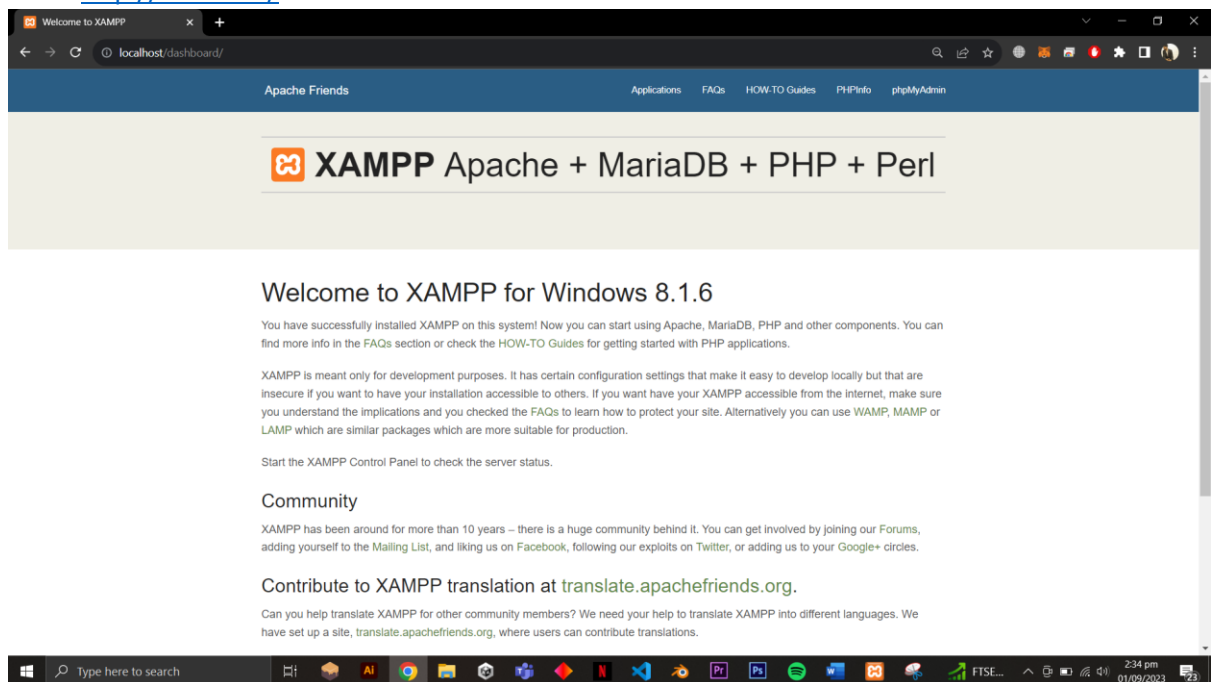 Welcome to XAMPP
localhost/dashboard/
Apache Friends Applications FAQs HOW-TO Guides PHPInfo phpMyAdmin
XAMPP Apache + MariaDB + PHP + Perl
Welcome to XAMPP for Windows 8.1.6
You have successfully installed XAMPP on this system! Now you can start using Apache, MariaDB, PHP and other components. You can
find more info in the FAQs section or check the HOW-TO Guides for getting started with PHP applications.
XAMPP is meant only for development purposes. It has certain configuration settings that make it easy to develop locally but that are
insecure if you want to have your installation accessible to others. If you want have your XAMPP accessible from the internet, make sure
you understand the implications and you checked the FAQs to learn how to protect your site. Alternatively you can use WAMP, MAMP or
LAMP which are similar packages which are more suitable for production.
Start the XAMPP Control Panel to check the server status.
Community
XAMPP has been around for more than 10 years – there is a huge community behind it. You can get involved by joining our Forums,
adding yourself to the Mailing List, and liking us on Facebook, following our exploits on Twitter, or adding us to your Google+ circles.
Contribute to XAMPP translation at translate.apachefriends.org.
Can you help translate XAMPP for other community members? We need your help to translate XAMPP into different languages. We
have set up a site, translate.apachefriends.org, where users can contribute translations.
Type here to search Ai N Pr Ps FTSE... 2:34 pm
01/09/2023 23